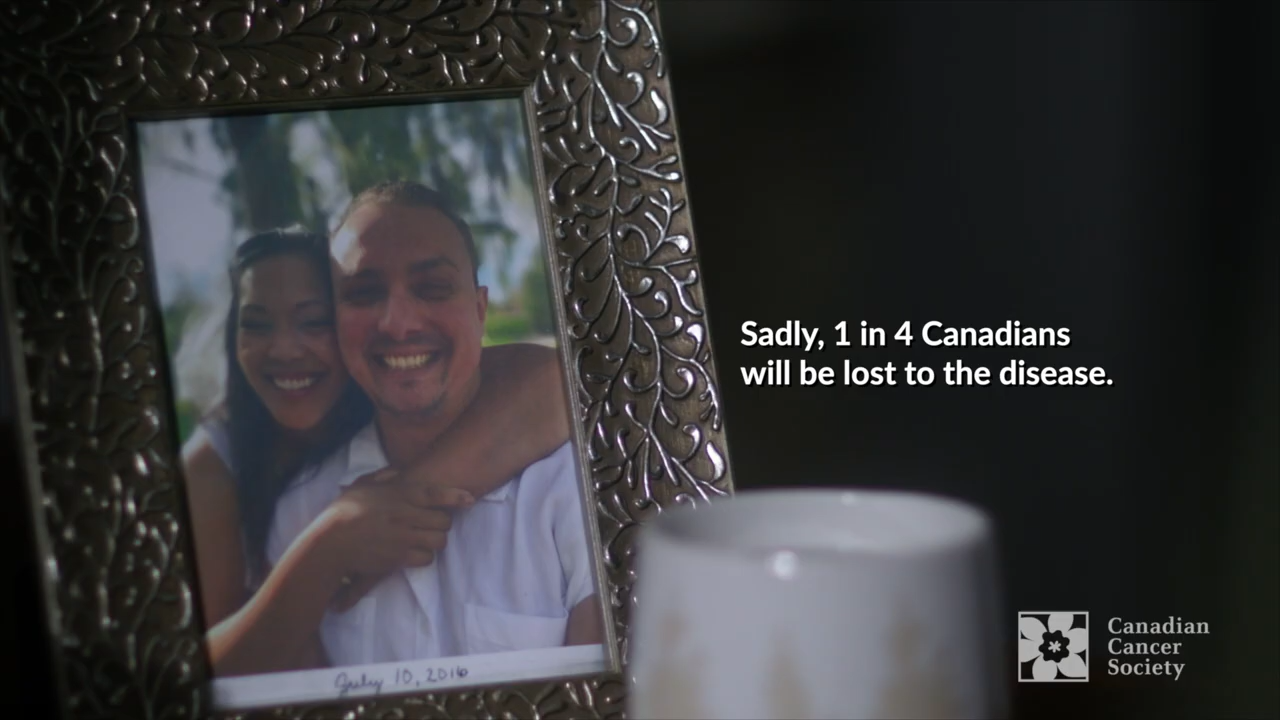 Sadly, 1 in 4 Canadians
will be lost to the disease.
July 10, 2016
Canadian
Cancer
Society